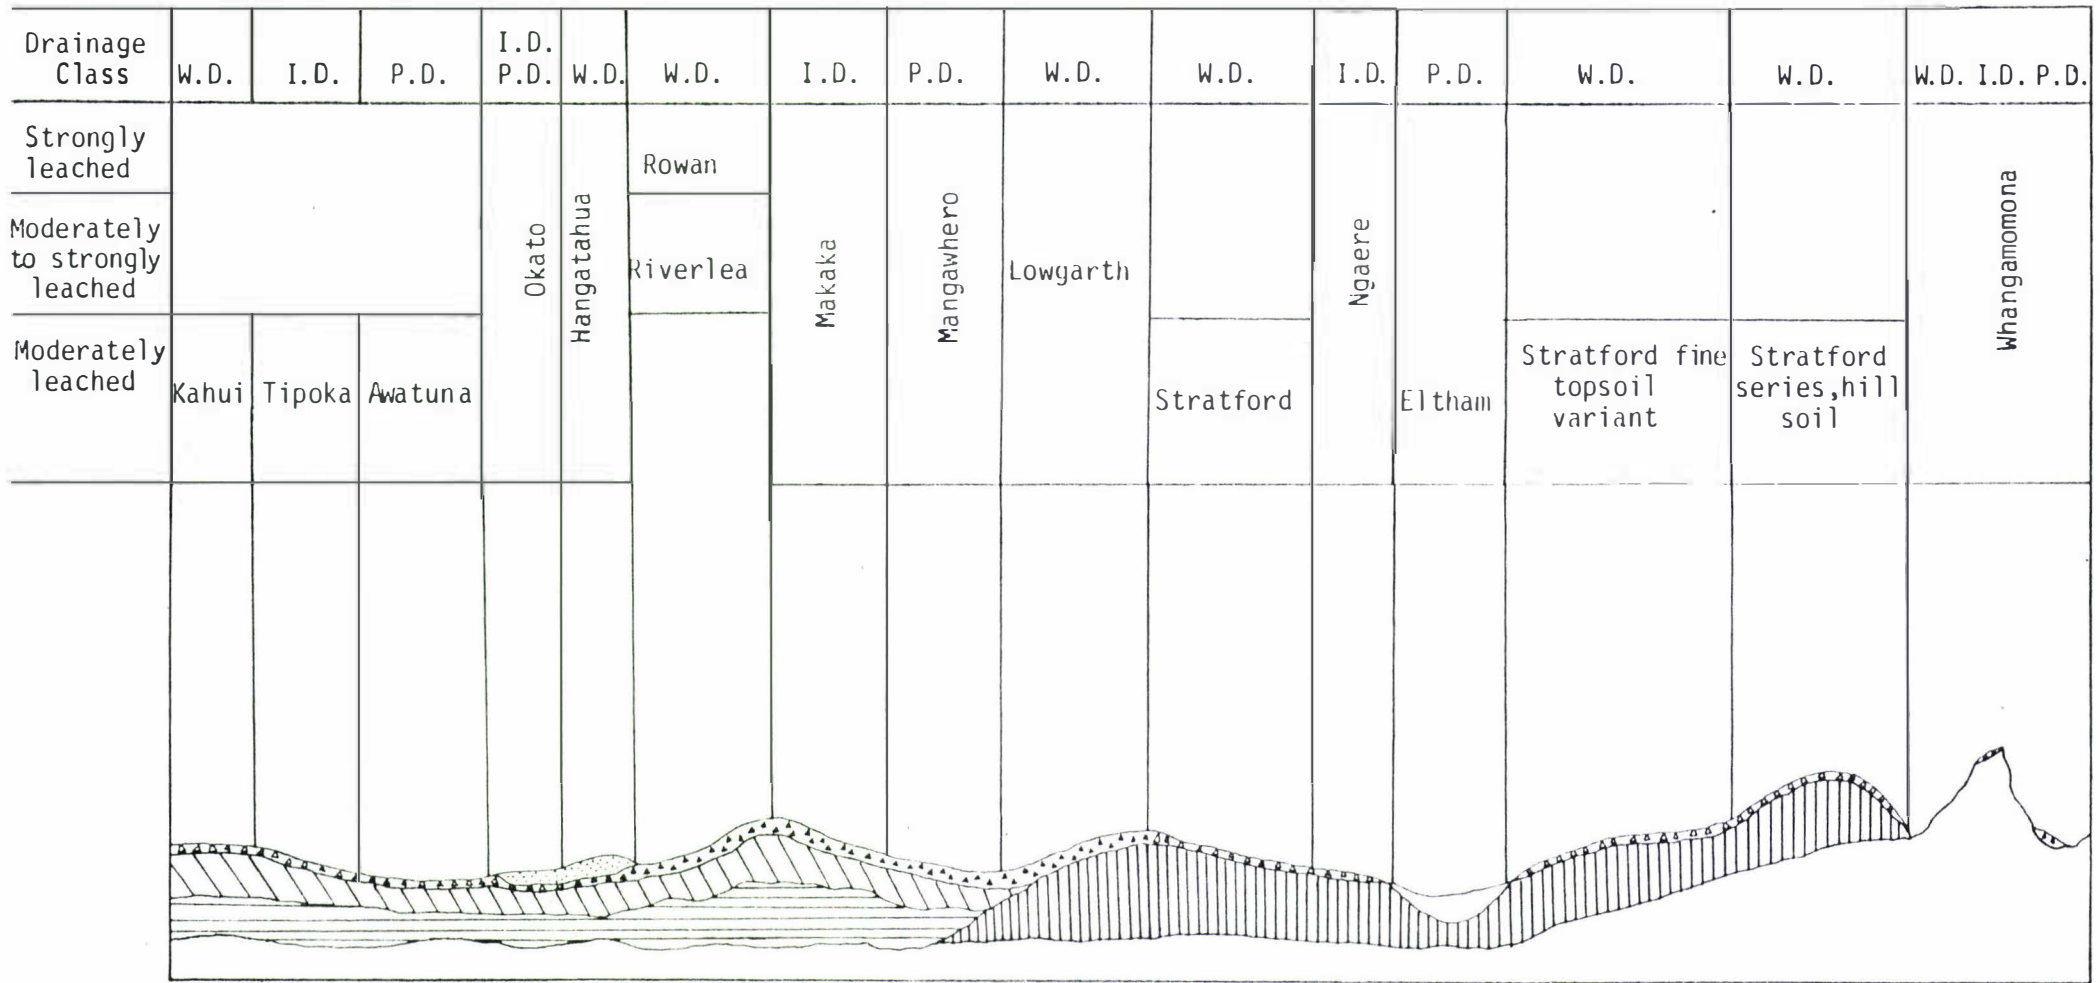 Drainage
Class
W.D.
I.D.
P.D.
I.D.
P.D.
W.D.
W.D.
I.D.
P.D.
W.D.
W.D.
I.D.
P.D.
W.D.
W.D.
W.D. I.D. P.D.
Strongly
leached
Moderately
to strongly
leached
Moderately
leached
Kahui
Tipoka
Awatuna
Okato
Hangatahua
Rowan
Riverlea
Makaka
Mangawhero
Lowgarth
Stratford
Ngaere
Eltham
Stratford fine
topsoil
variant
Stratford
series,hill
soil
Whangamomona